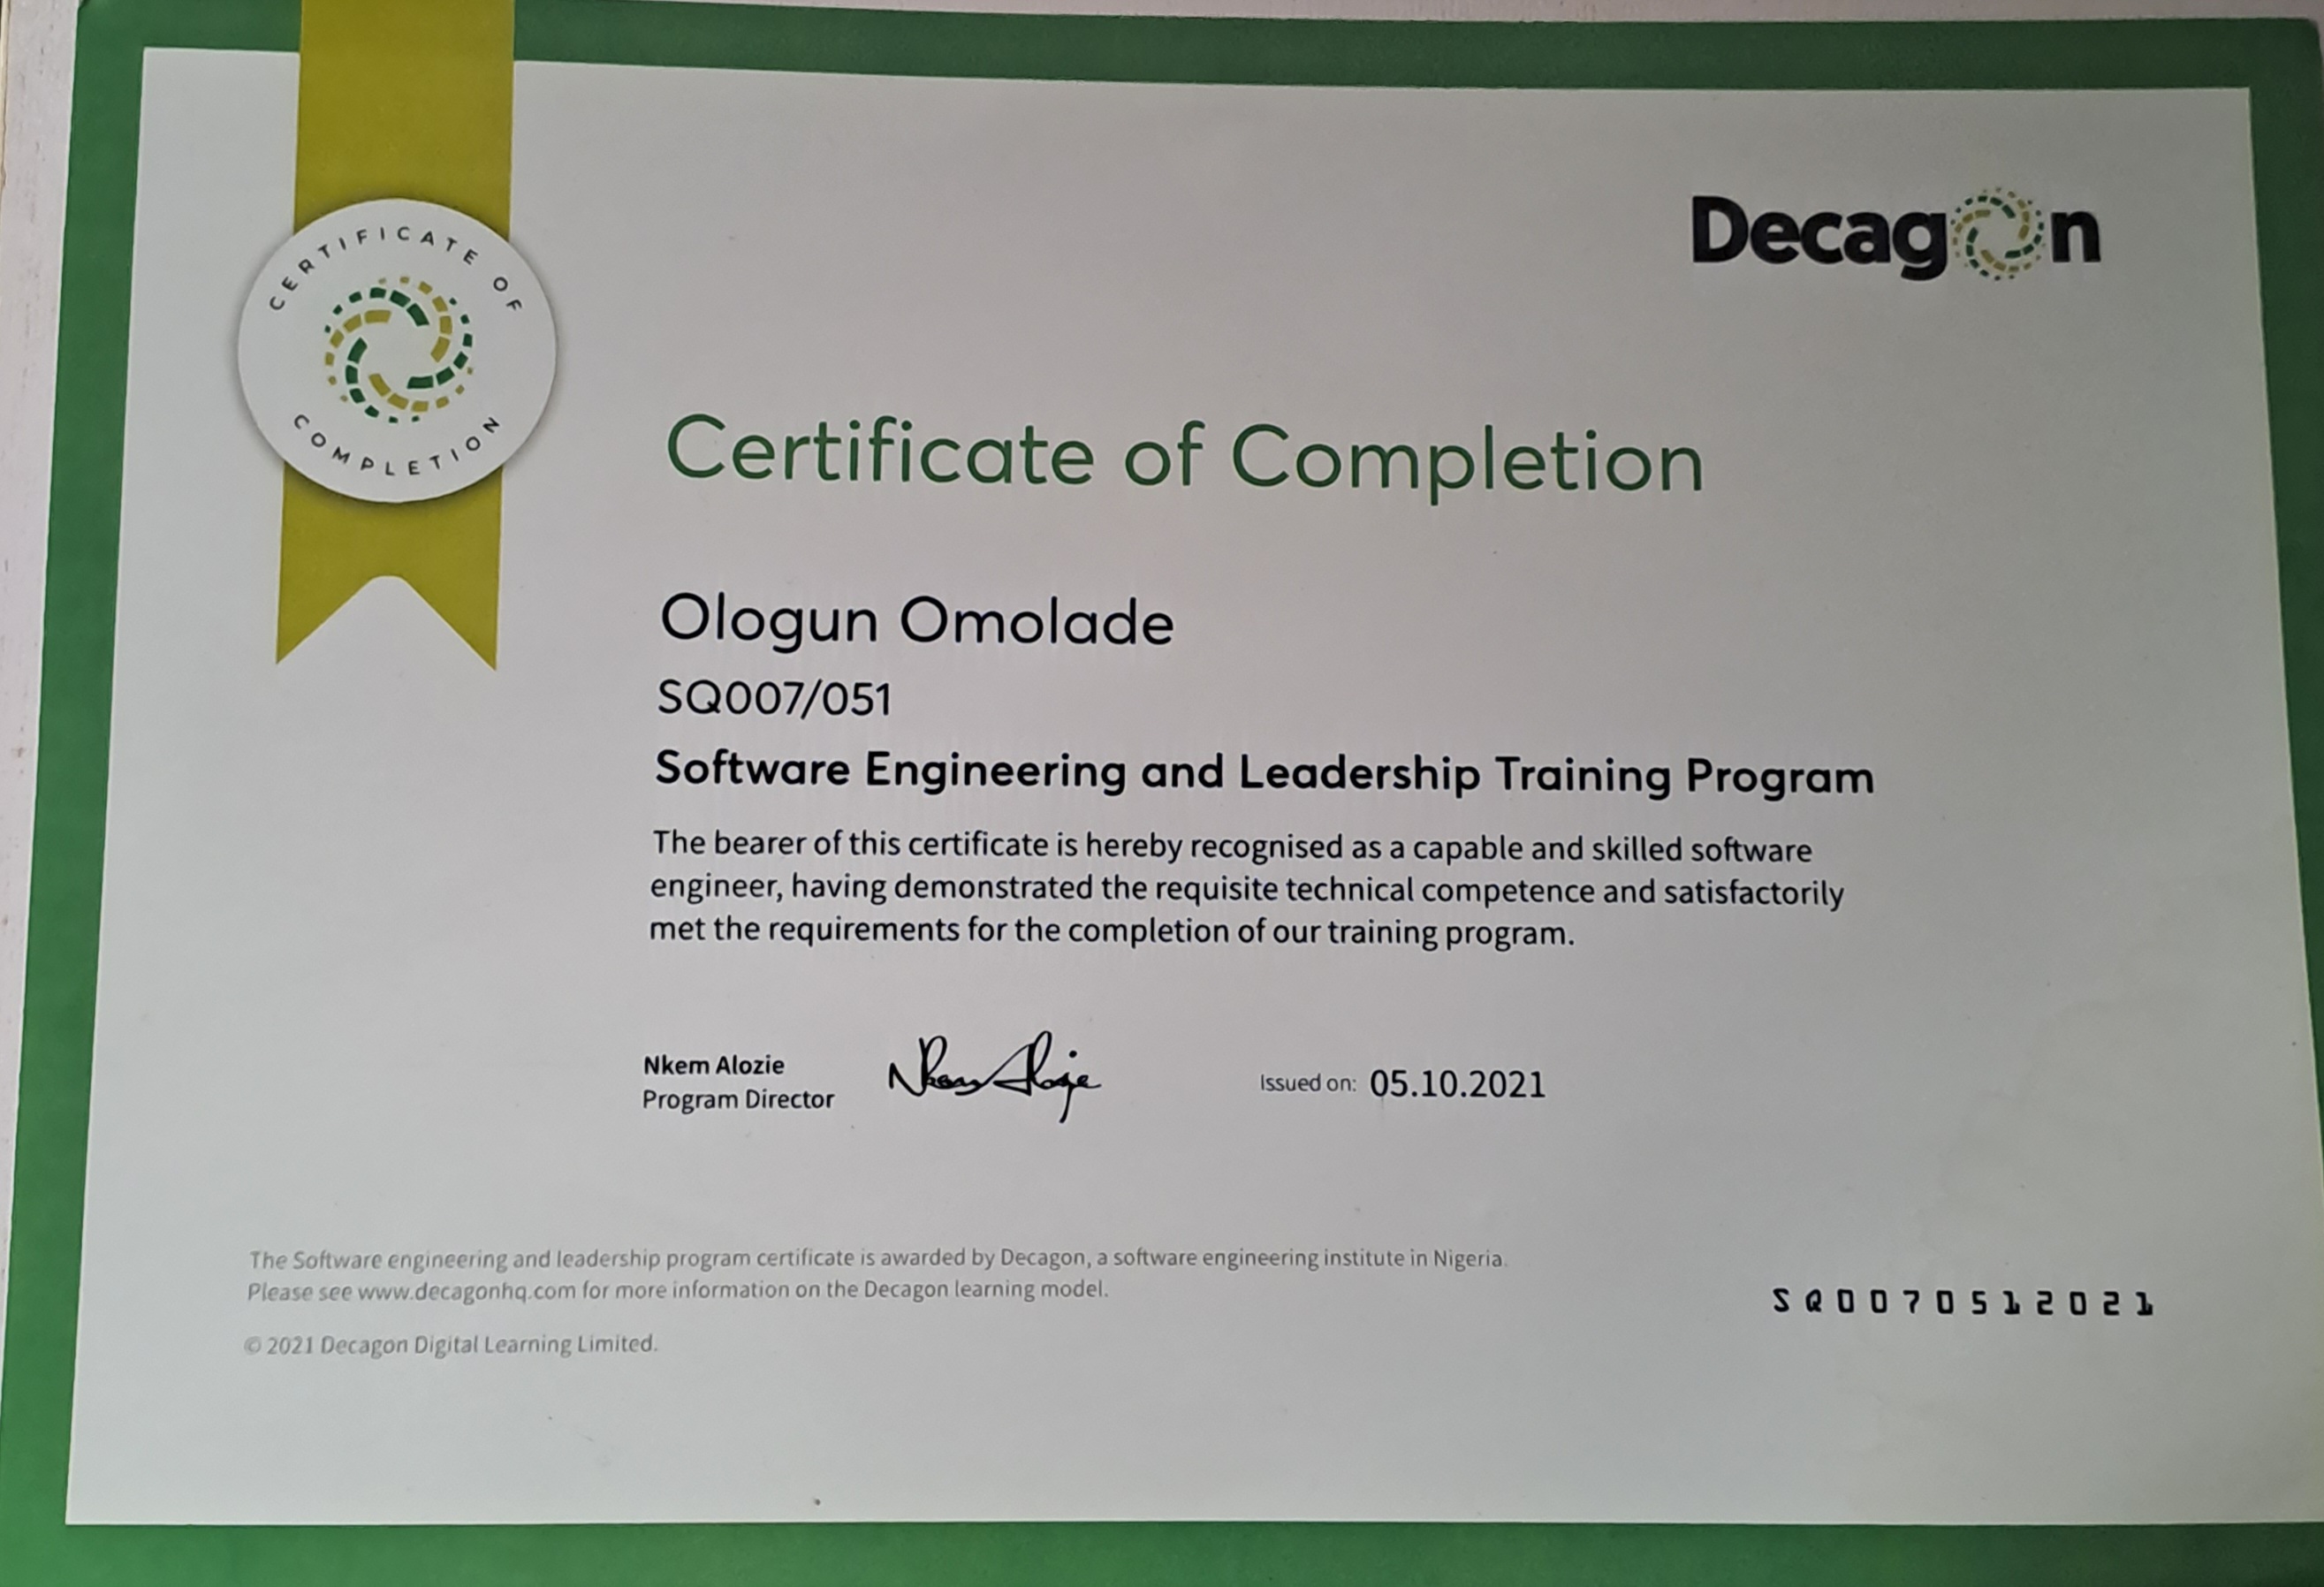 CERTIFICATE OF
COMPLETION
Decagon
Certificate of Completion
Ologun Omolade
SQ007/051
Software Engineering and Leadership Training Program
The bearer of this certificate is hereby recognised as a capable and skilled software
engineer, having demonstrated the requisite technical competence and satisfactorily
met the requirements for the completion of our training program.
Nkem Alozie
Program Director
Nkem Alozie
Issued on: 05.10.2021
The Software engineering and leadership program certificate is awarded by Decagon, a software engineering institute in Nigeria.
Please see www.decagonhq.com for more information on the Decagon learning model.
SQ0070512021
© 2021 Decagon Digital Learning Limited.